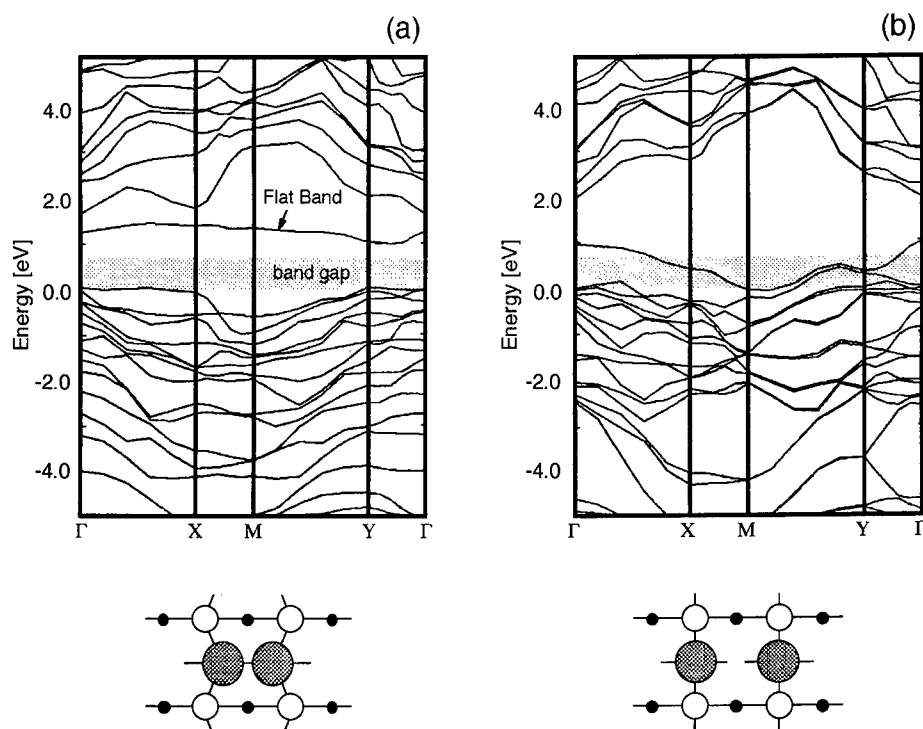 (a)
(b)
Energy [eV]
4.0
2.0
0.0
-2.0
-4.0
Flat Band
band gap
Γ X M Y Γ
Energy [eV]
4.0
2.0
0.0
-2.0
-4.0
Γ X M Y Γ